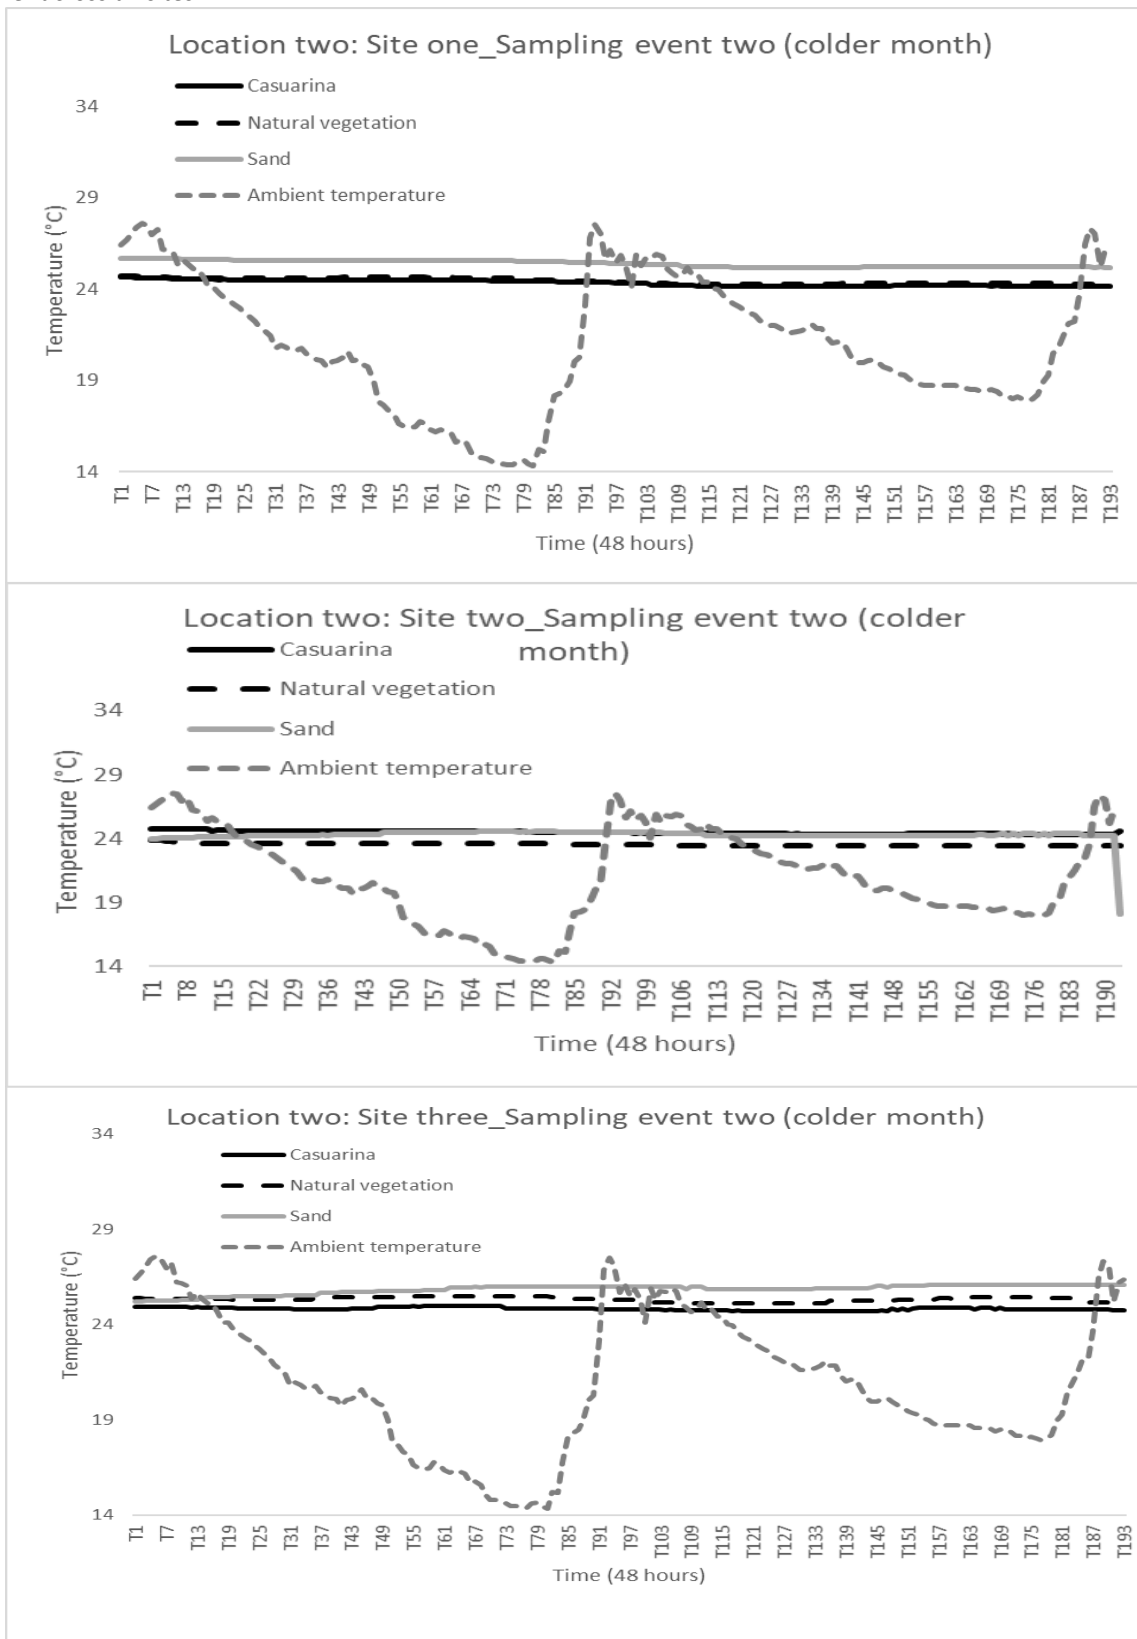 Location two: Site one_Sampling event two (colder month)
Casuarina
Natural vegetation
Sand
Ambient temperature
34
29
24
19
14
Temperature (°C)
T1 T7 T13 T19 T25 T31 T37 T43 T49 T55 T61 T67 T73 T79 T85 T91 T97 T103 T109 T115 T121 T127 T133 T139 T145 T151 T157 T163 T169 T175 T181 T187 T193
Time (48 hours)
Location two: Site two_Sampling event two (colder
month)
Casuarina
Natural vegetation
Sand
Ambient temperature
34
29
24
19
14
Temperature (°C)
T1 T8 T15 T22 T29 T36 T43 T50 T57 T64 T71 T78 T85 T92 T99 T106 T113 T120 T127 T134 T141 T148 T155 T162 T169 T176 T183 T190
Time (48 hours)
Location two: Site three_Sampling event two (colder month)
Casuarina
Natural vegetation
Sand
Ambient temperature
34
29
24
19
14
Temperature (°C)
T1 T7 T13 T19 T25 T31 T37 T43 T49 T55 T61 T67 T73 T79 T85 T91 T97 T103 T109 T115 T121 T127 T133 T139 T145 T151 T157 T163 T169 T175 T181 T187 T193
Time (48 hours)